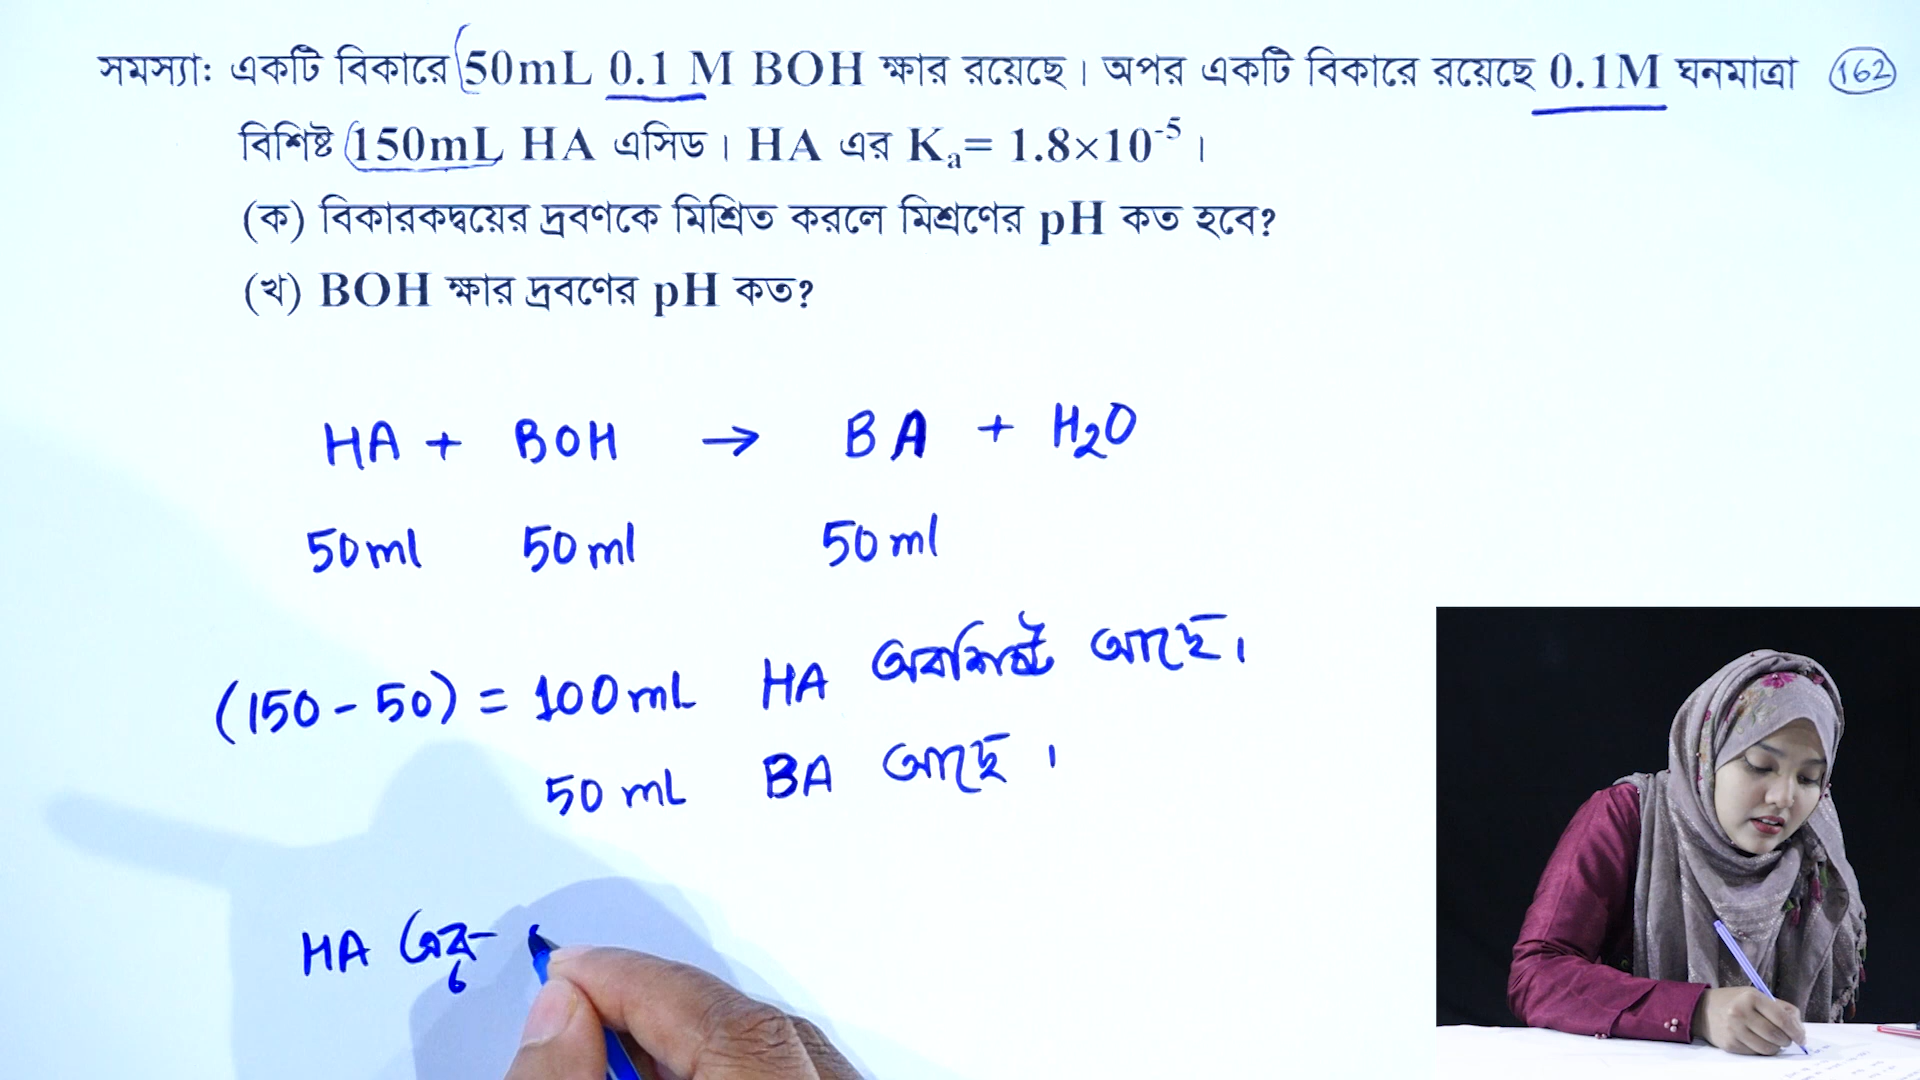 সমস্যা: একটি বিকারে 50mL 0.1 M BOH ক্ষার রয়েছে। অপর একটি বিকারে রয়েছে 0.1M ঘনমাত্রা 162
বিশিষ্ট 150mL HA এসিড। HA এর Kₐ= 1.8×10⁻⁵।
(ক) বিকারকদ্বয়ের দ্রবণকে মিশ্রিত করলে মিশ্রণের pH কত হবে?
(খ) BOH ক্ষার দ্রবণের pH কত?
HA + BOH → BA + H₂O
50ml 50ml 50ml
(150 - 50) = 100mL HA অবশিষ্ট আছে।
50 mL BA আছে।
HA এর